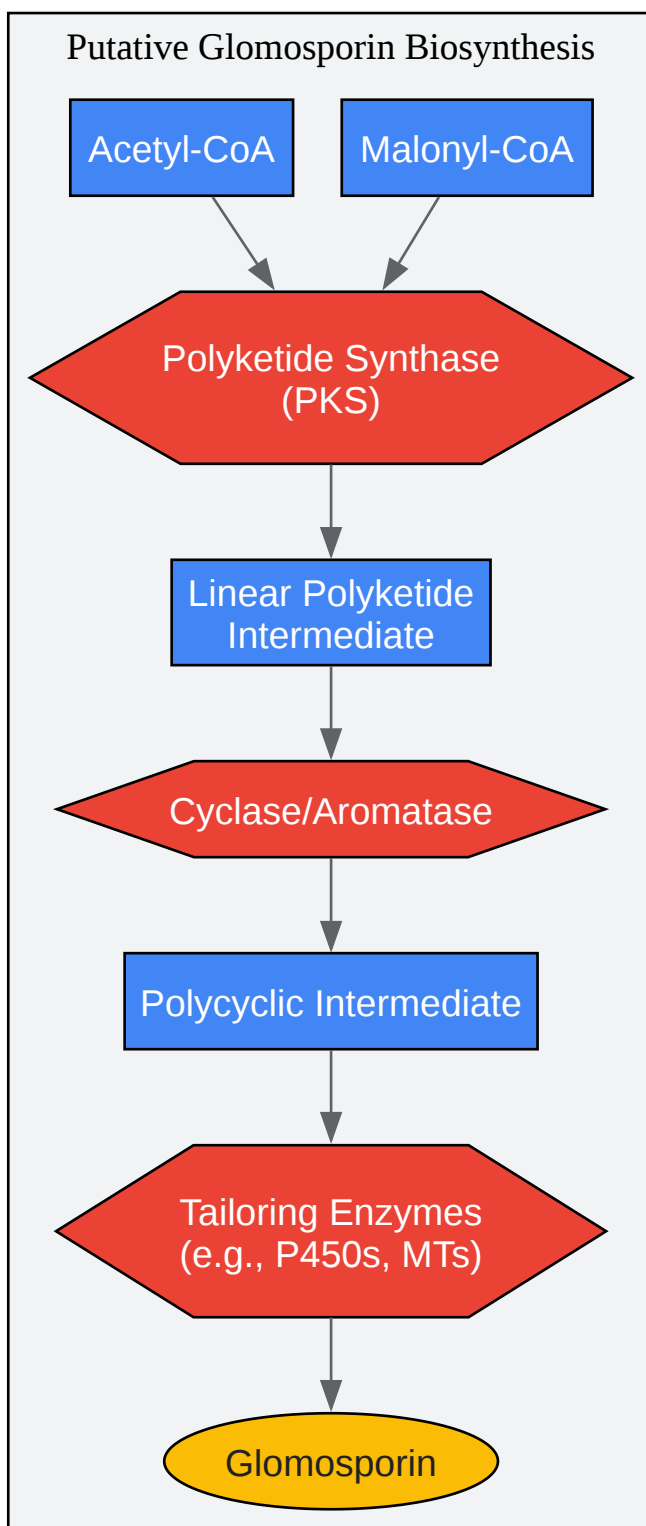 Putative Glomosporin Biosynthesis
Acetyl-CoA
Malonyl-CoA
Polyketide Synthase
(PKS)
Linear Polyketide
Intermediate
Cyclase/Aromatase
Polycyclic Intermediate
Tailoring Enzymes
(e.g., P450s, MTs)
Glomosporin